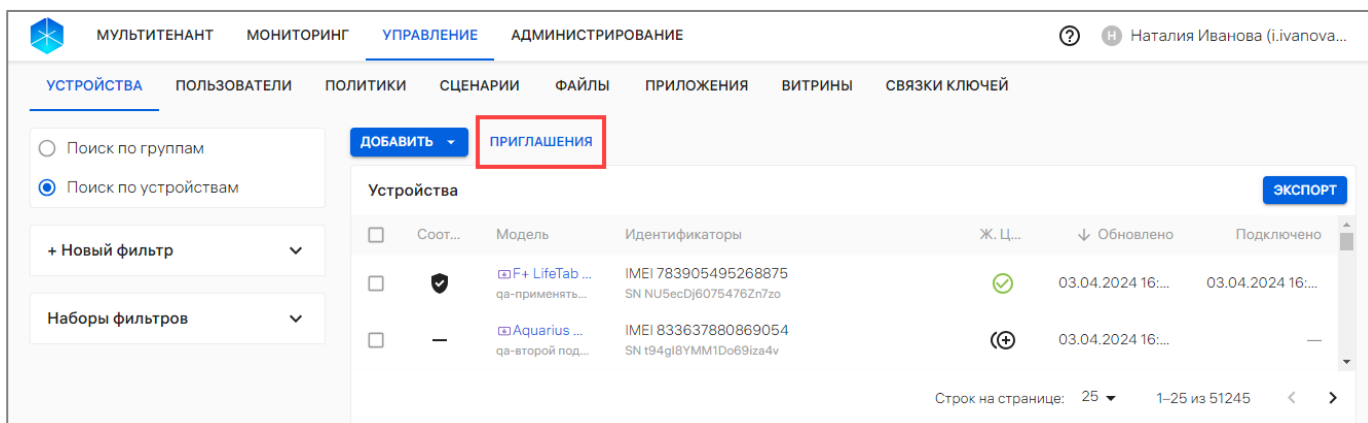 МУЛЬТИТЕНАНТ МОНИТОРИНГ УПРАВЛЕНИЕ АДМИНИСТРИРОВАНИЕ Н Наталия Иванова (i.ivanova...
УСТРОЙСТВА ПОЛЬЗОВАТЕЛИ ПОЛИТИКИ СЦЕНАРИИ ФАЙЛЫ ПРИЛОЖЕНИЯ ВИТРИНЫ СВЯЗКИ КЛЮЧЕЙ
Поиск по группам
Поиск по устройствам
+ Новый фильтр
Наборы фильтров
ДОБАВИТЬ ПРИГЛАШЕНИЯ
Устройства ЭКСПОРТ
Соот... Модель Идентификаторы Ж. Ц... Обновлено Подключено
F+ LifeTab ... IMEI 783905495268875 03.04.2024 16:... 03.04.2024 16:...
qa-применять... SN NU5ecDj6075476Zn7zo
Aquarius ... IMEI 833637880869054 03.04.2024 16:... —
qa-второй под... SN t94gI8YMM1Do69iza4v
Строк на странице: 25 1–25 из 51245